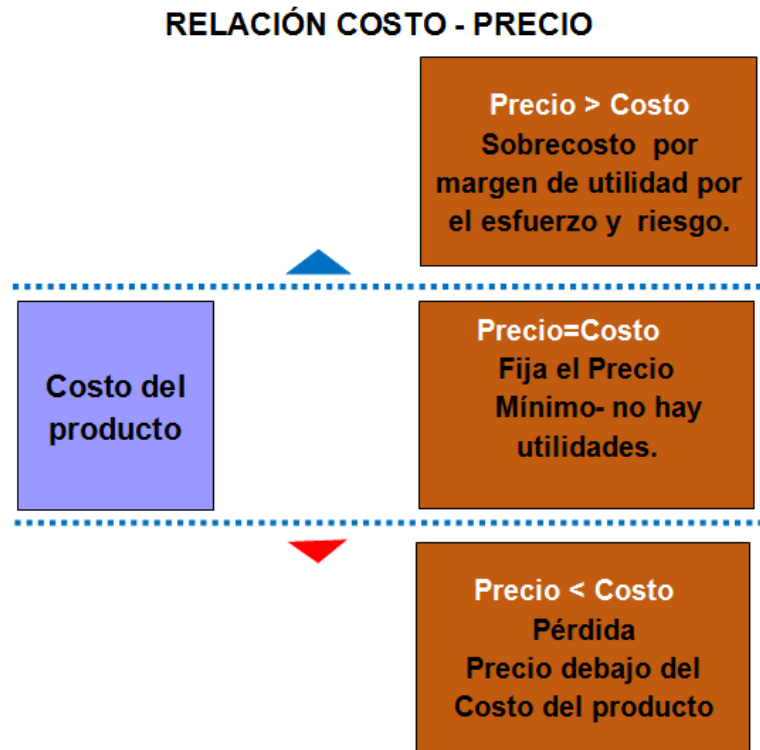 RELACIÓN COSTO - PRECIO
Precio > Costo
Sobrecosto por
margen de utilidad por
el esfuerzo y riesgo.
Costo del
producto
Precio=Costo
Fija el Precio
Mínimo- no hay
utilidades.
Precio < Costo
Pérdida
Precio debajo del
Costo del producto